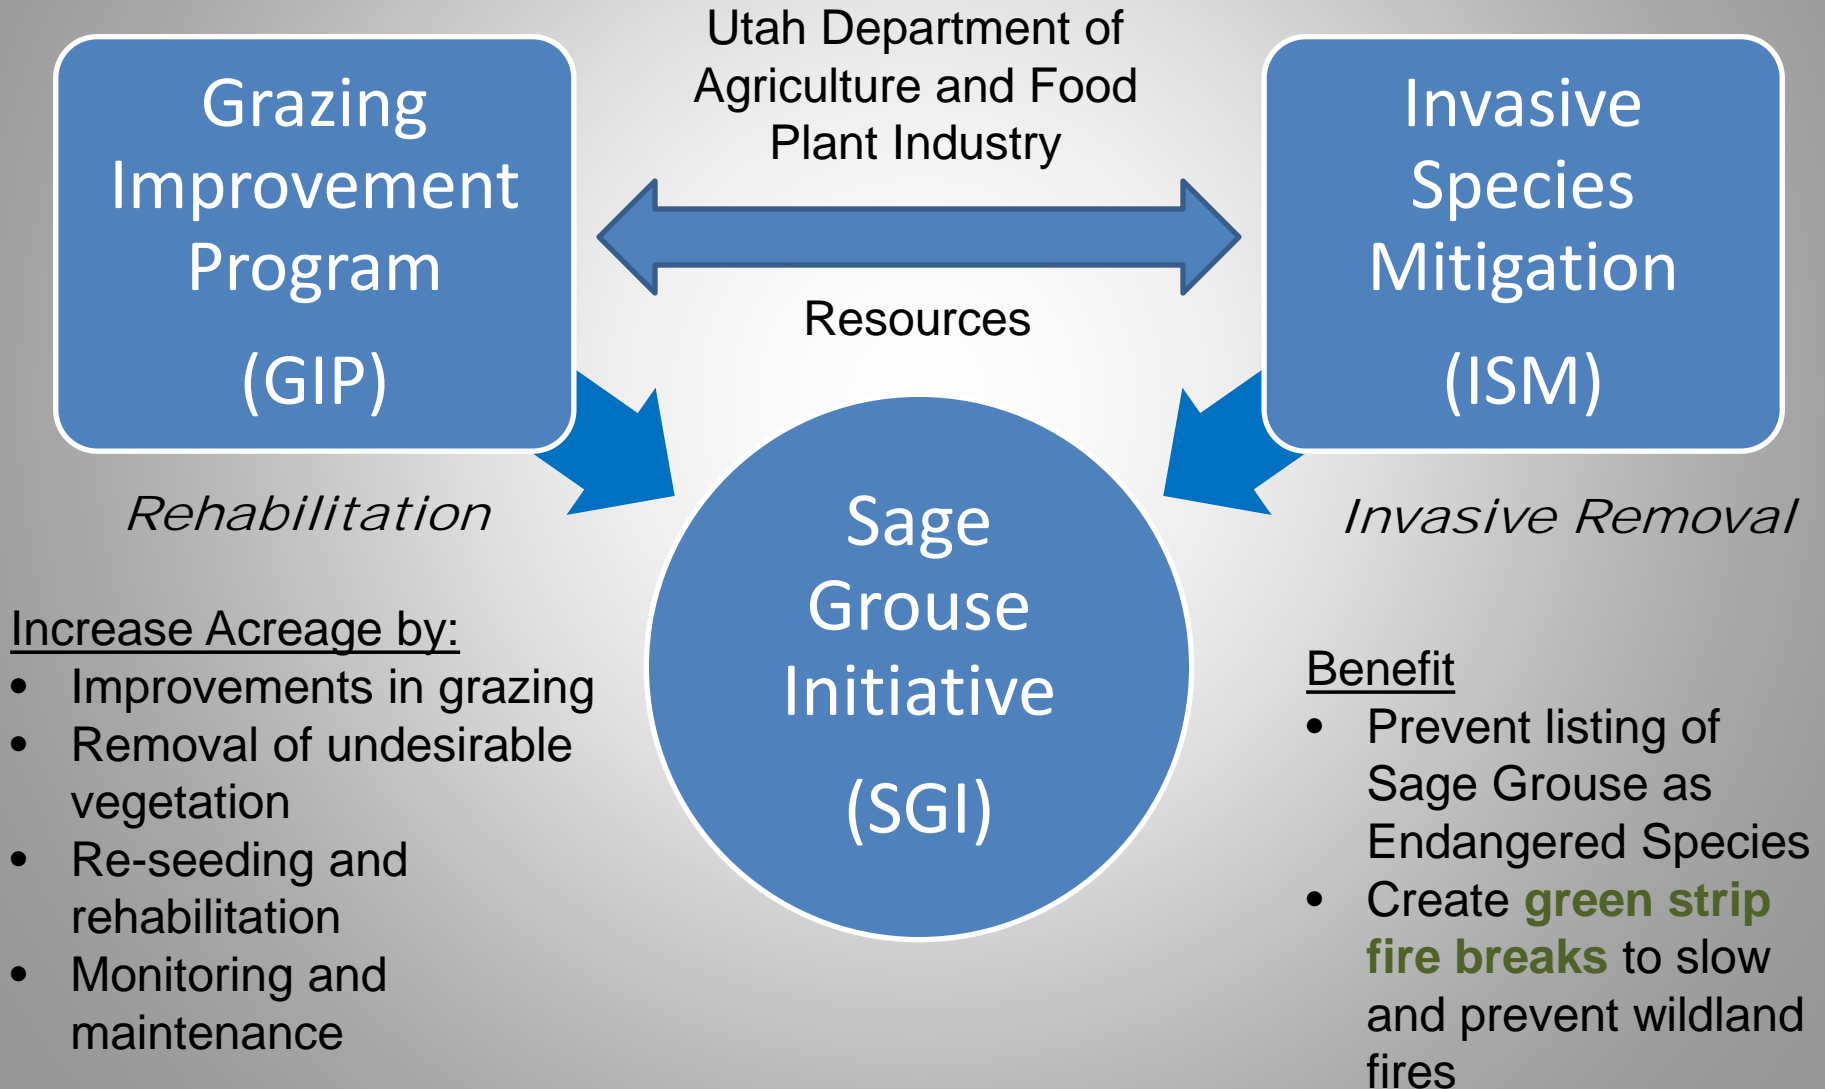 Utah Department of
Agriculture and Food
Plant Industry
Grazing
Improvement
Program
(GIP)
Invasive
Species
Mitigation
(ISM)
Resources
Rehabilitation
Invasive Removal
Sage
Grouse
Initiative
(SGI)
Increase Acreage by:
• Improvements in grazing
• Removal of undesirable
vegetation
• Re-seeding and
rehabilitation
• Monitoring and
maintenance
Benefit
• Prevent listing of
Sage Grouse as
Endangered Species
• Create green strip
fire breaks to slow
and prevent wildland
fires